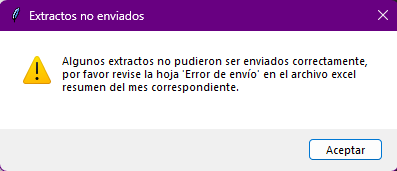 Extractos no enviados
Algunos extractos no pudieron ser enviados correctamente,
por favor revise la hoja 'Error de envío' en el archivo excel
resumen del mes correspondiente.
Aceptar